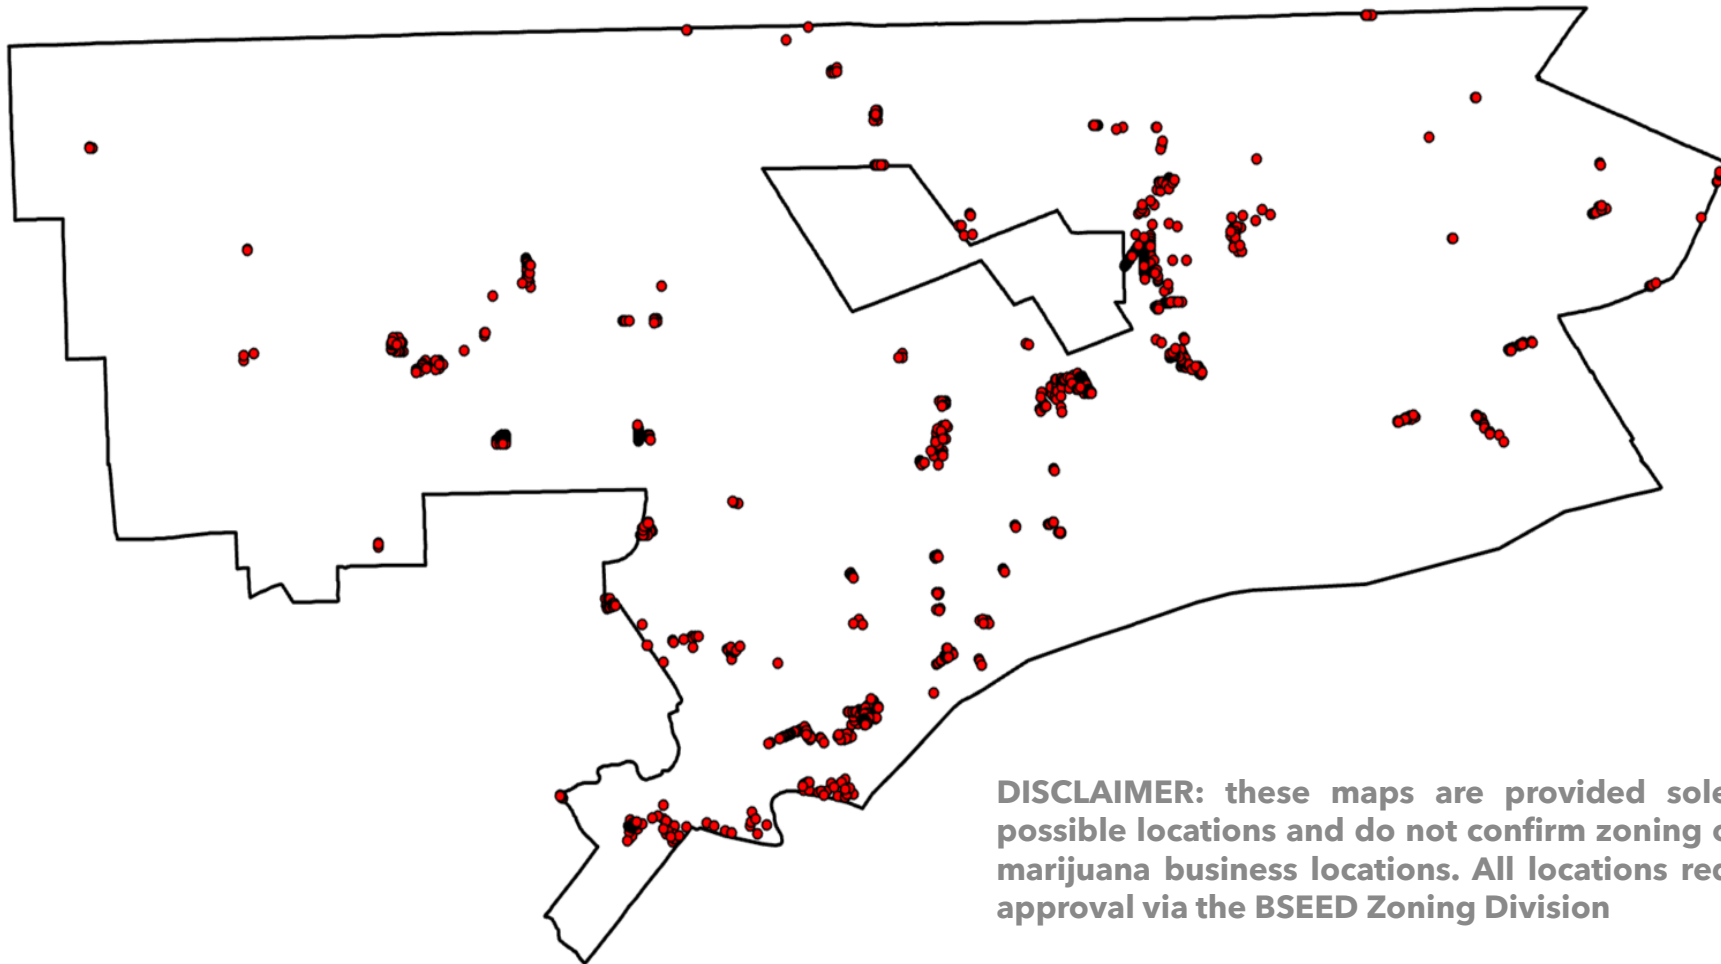 DISCLAIMER: these maps are provided
possible locations and do not confirm zoning
marijuana business locations. All locations
approval via the BSEED Zoning Division